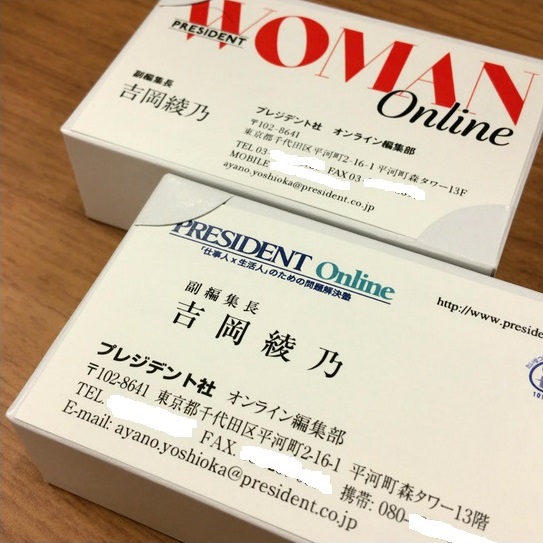 WOMAN
PRESIDENT
Online
副編集長
吉岡綾乃
プレジデント社 オンライン編集部
〒102-8641
東京都千代田区平河町2-16-1 平河町森タワー13F
TEL 03- FAX 03-
MOBILE
ayano.yoshioka@president.co.jp
PRESIDENT Online
「仕事人×生活人」のための問題解決塾
http://www.preside
副編集長
吉岡綾乃
プレジデント社 オンライン編集部
〒102-8641 東京都千代田区平河町2-16-1 平河町森タワー13階
TEL FAX. 携帯: 080-
E-mail: ayano.yoshioka@president.co.jp